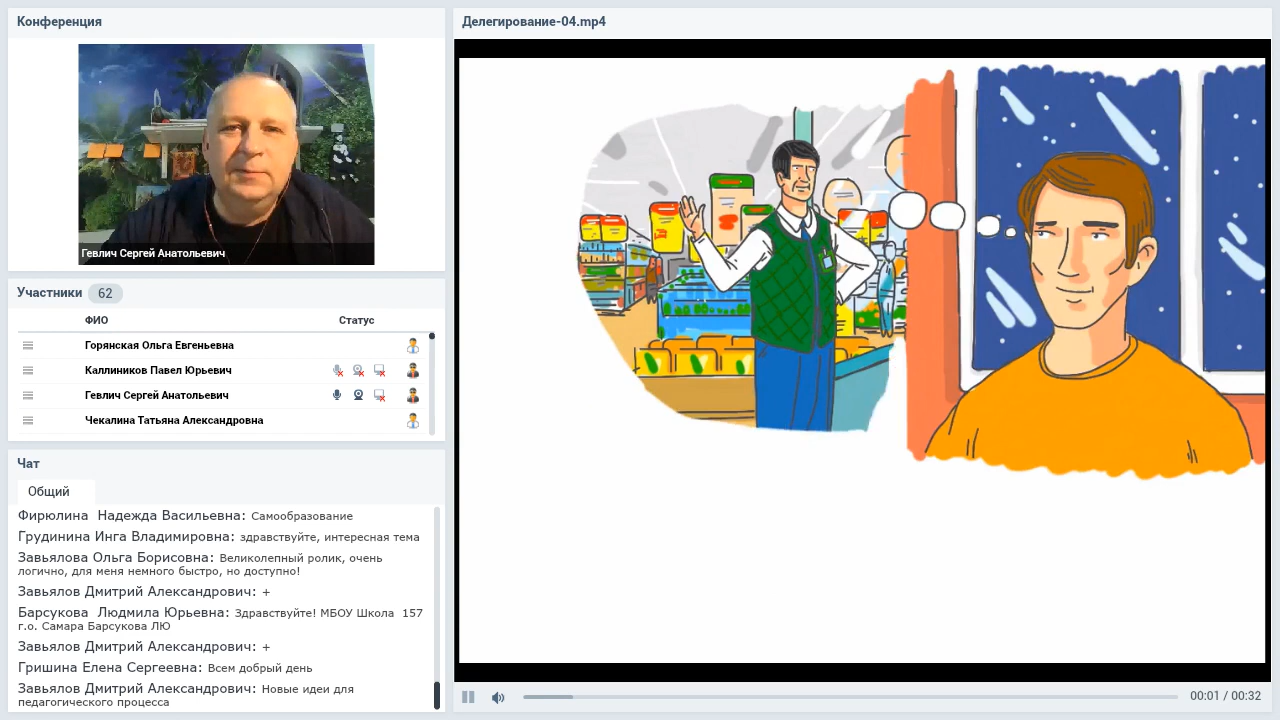 Конференция
Гевлич Сергей Анатольевич
Участники 62
ФИО Статус
Горянская Ольга Евгеньевна
Каллиников Павел Юрьевич
Гевлич Сергей Анатольевич
Чекалина Татьяна Александровна
Чат
Общий
Фирюлина Надежда Васильевна: Самообразование
Грудинина Инга Владимировна: здравствуйте, интересная тема
Завьялова Ольга Борисовна: Великолепный ролик, очень
логично, для меня немного быстро, но доступно!
Завьялов Дмитрий Александрович: +
Барсукова Людмила Юрьевна: Здравствуйте! МБОУ Школа 157
г.о. Самара Барсукова ЛЮ
Завьялов Дмитрий Александрович: +
Гришина Елена Сергеевна: Всем добрый день
Завьялов Дмитрий Александрович: Новые идеи для
педагогического процесса
Делегирование-04.mp4
00:01 / 00:32